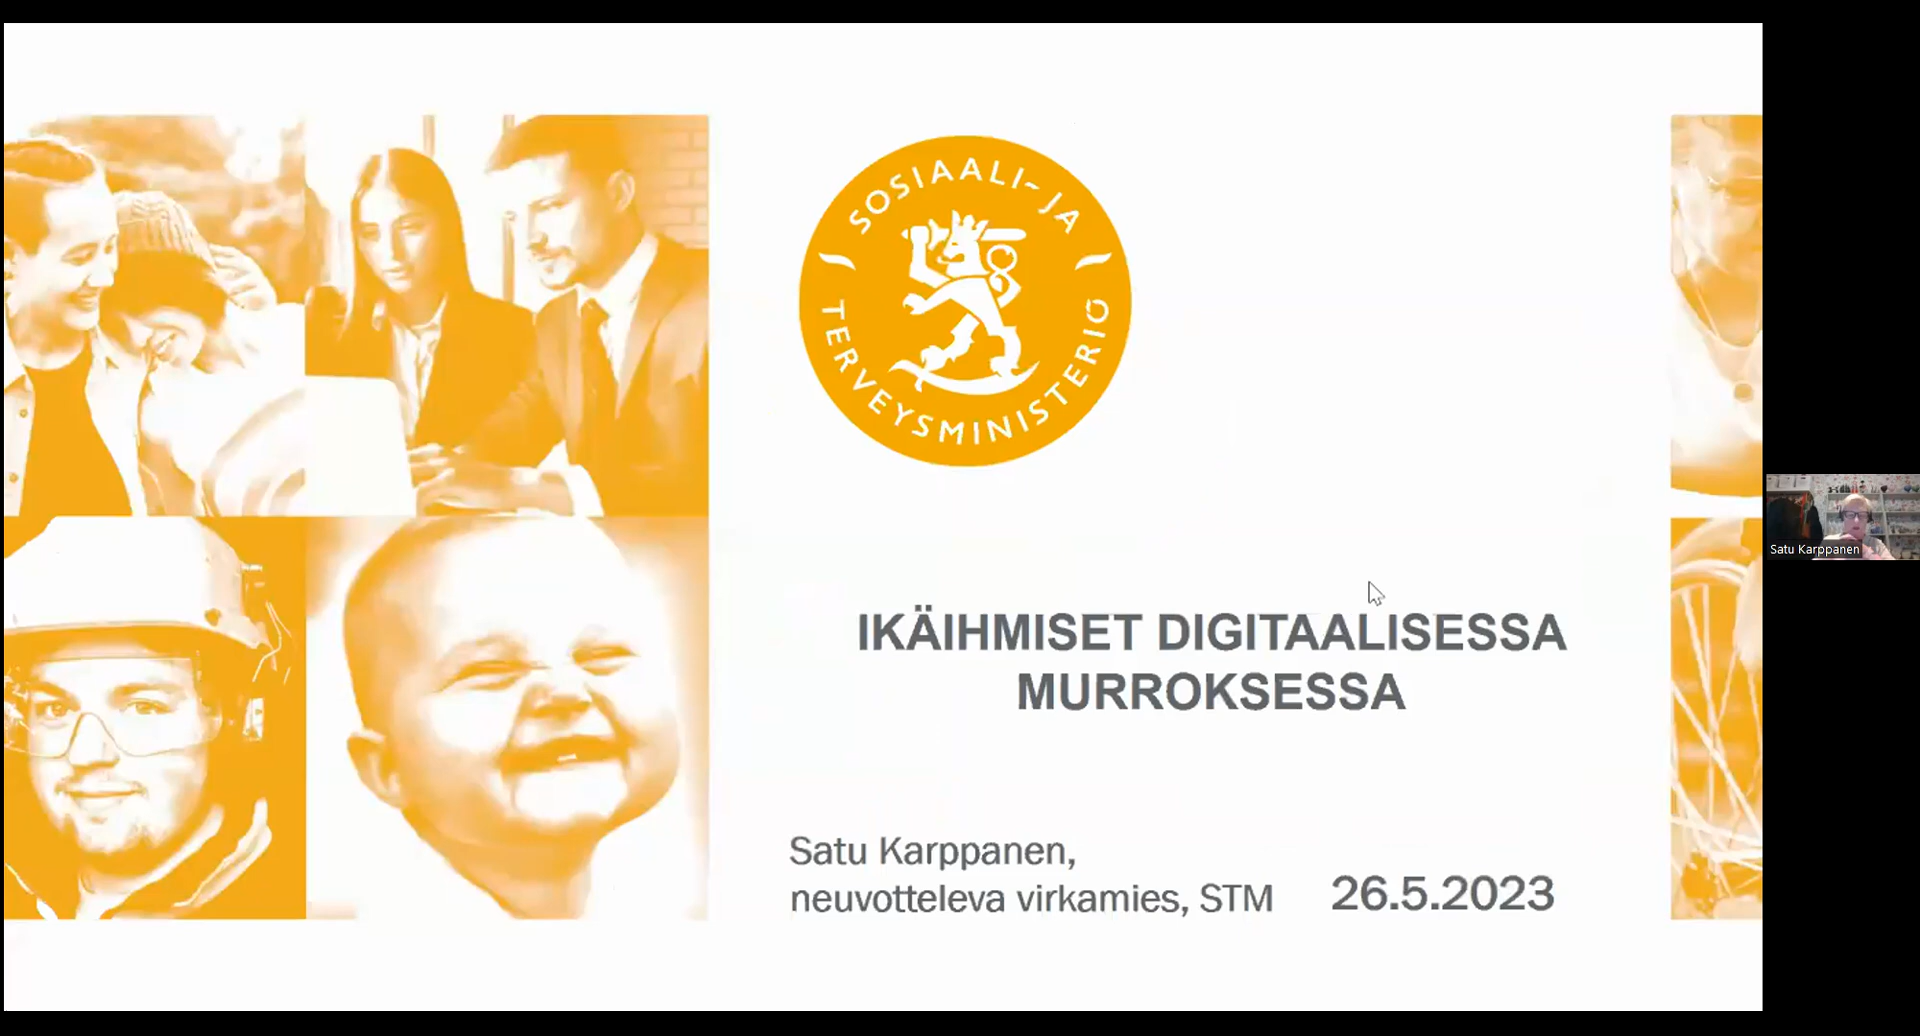 SOSIAALI- JA
TERVEYSMINISTERIÖ
IKÄIHMISET DIGITAALISESSA
MURROKSESSA
Satu Karppanen,
neuvotteleva virkamies, STM
26.5.2023
Satu Karppanen